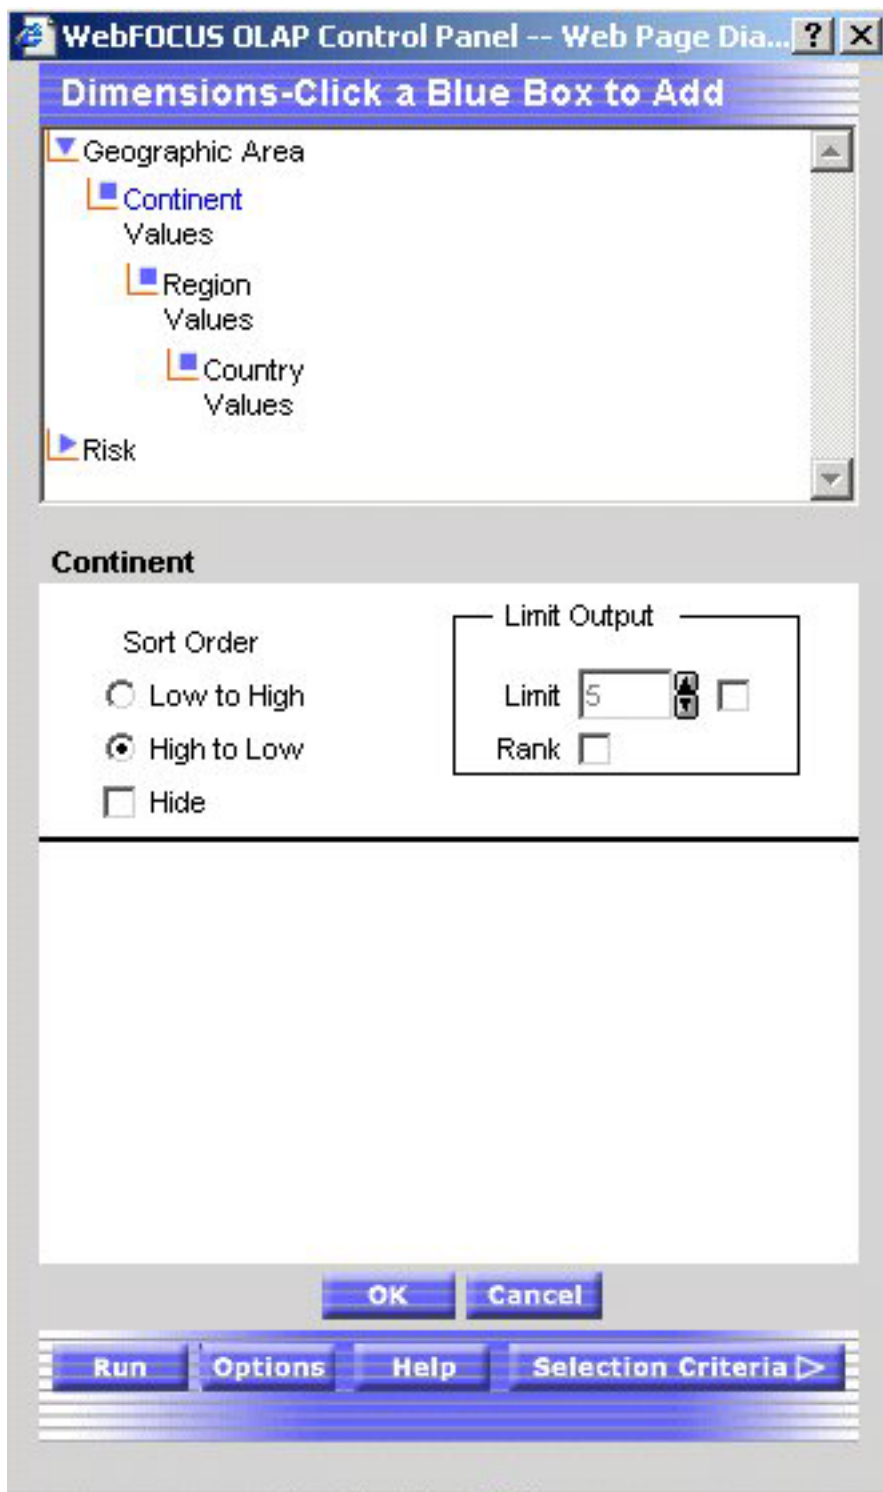 WebFOCUS OLAP Control Panel -- Web Page Dia...
Dimensions-Click a Blue Box to Add
Geographic Area
Continent
Values
Region
Values
Country
Values
Risk
Continent
Sort Order
Low to High
High to Low
Hide
Limit Output
Limit 5
Rank
OK Cancel
Run Options Help Selection Criteria